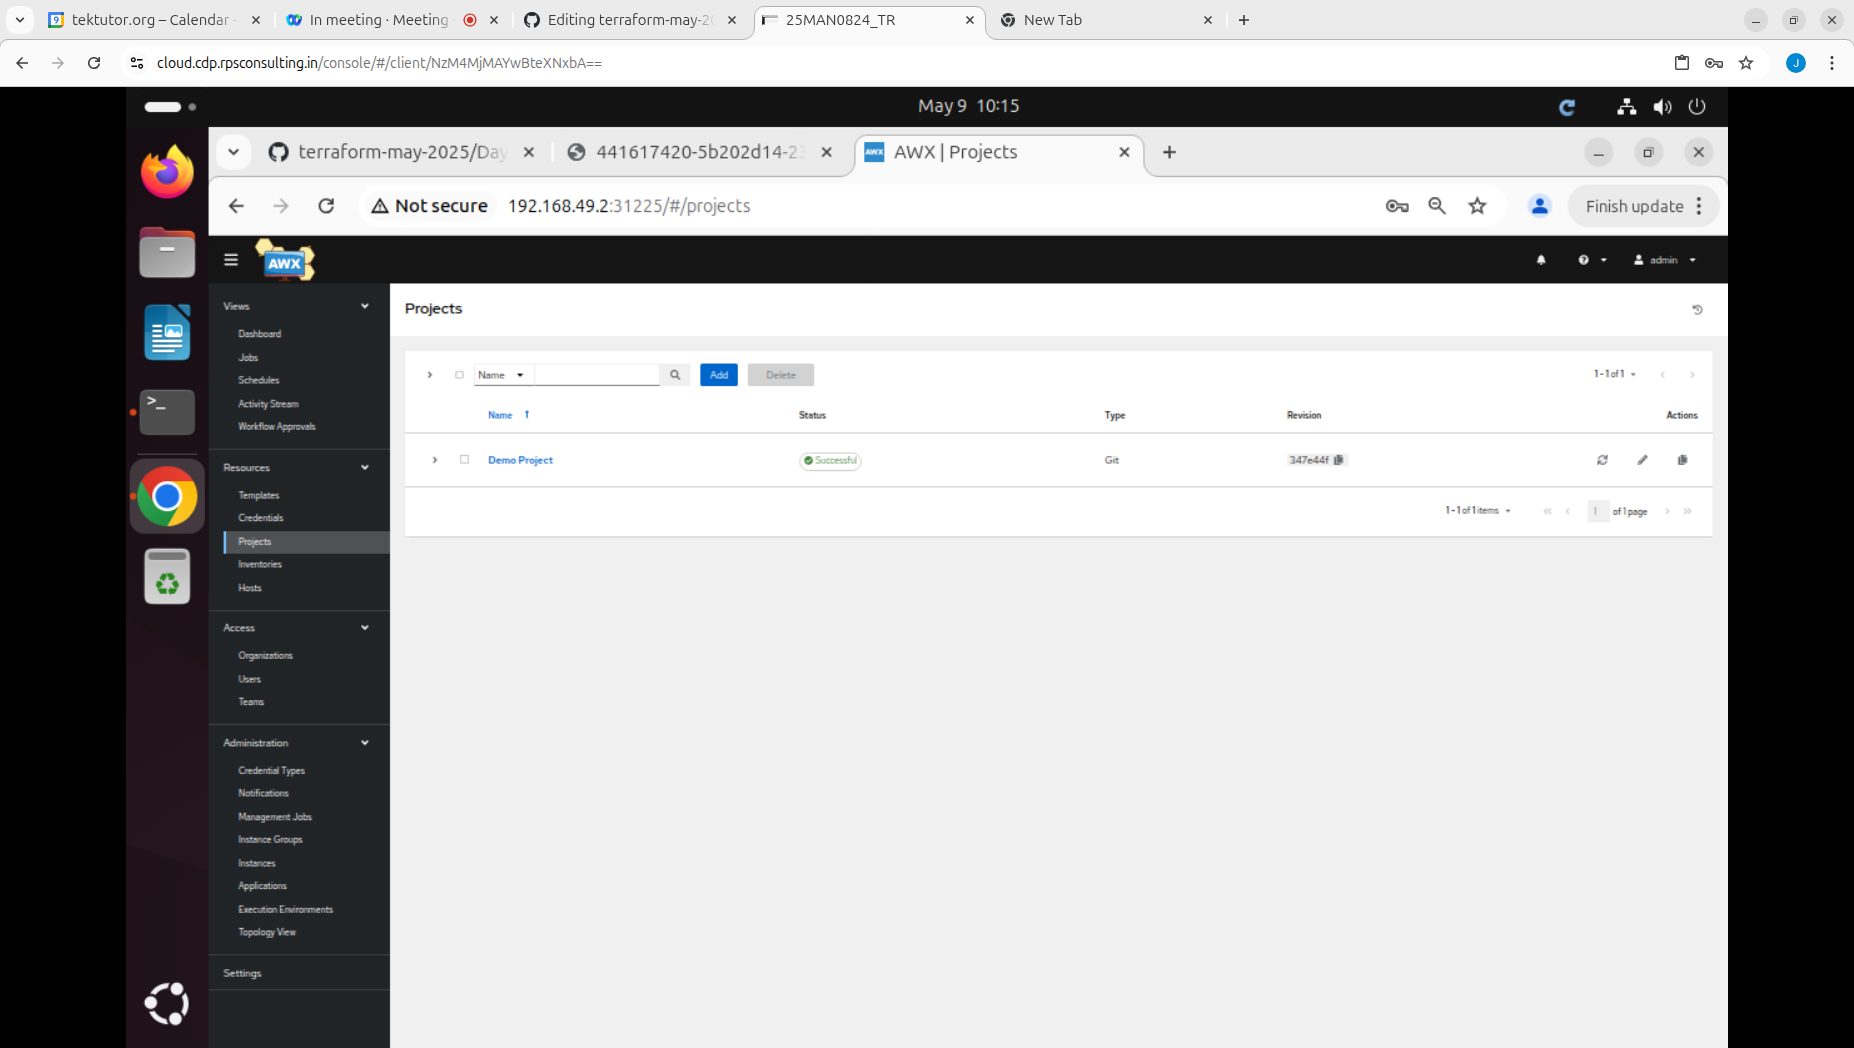 tektutor.org – Calendar
In meeting · Meeting
Editing terraform-may-20
25MAN0824_TR
New Tab
cloud.cdp.rpsconsulting.in/console/#/client/NzM4MjMAYwBteXNxbA==
J
May 9 10:15
terraform-may-2025/Day
441617420-5b202d14-23
AWX | Projects
Not secure 192.168.49.2:31225/#/projects
Finish update
AWX
admin
Views
Dashboard
Jobs
Schedules
Activity Stream
Workflow Approvals
Resources
Templates
Credentials
Projects
Inventories
Hosts
Access
Organizations
Users
Teams
Administration
Credential Types
Notifications
Management Jobs
Instance Groups
Instances
Applications
Execution Environments
Topology View
Settings
Projects
Name
Add
Delete
1-1 of 1
Name Status Type Revision Actions
Demo Project Successful Git 347e44f
1-1 of 1 items
1 of 1 page